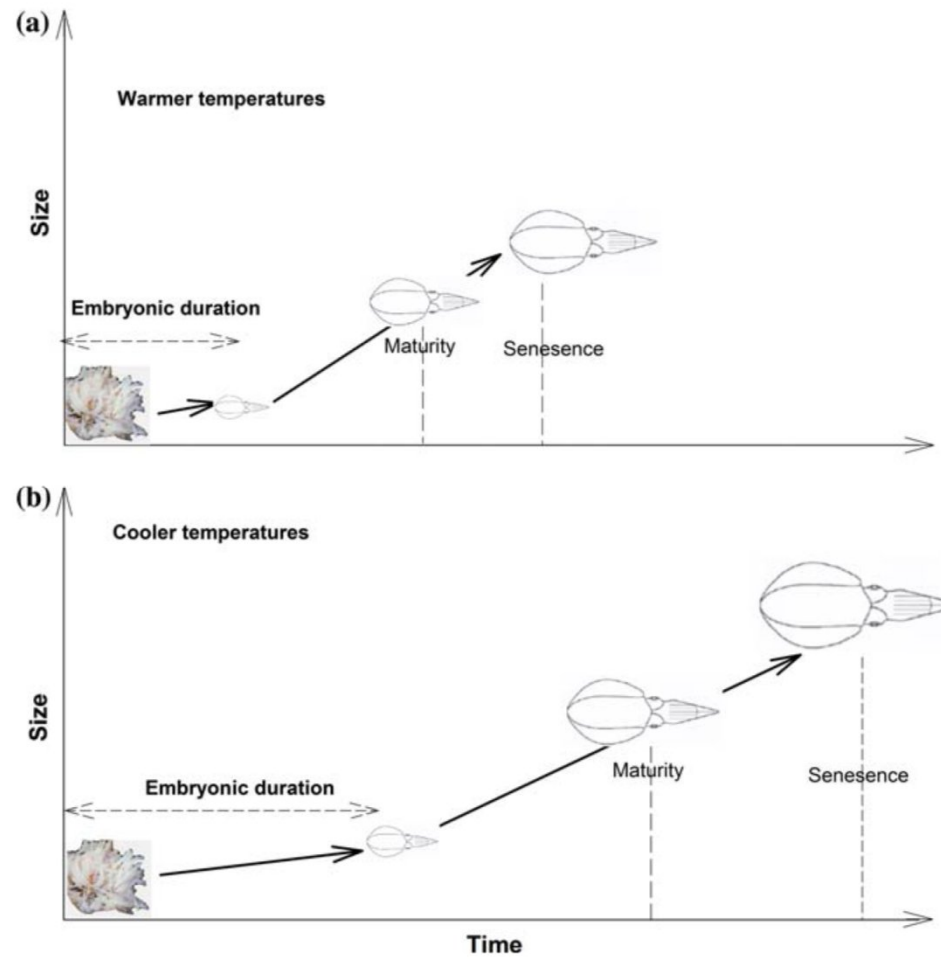 (a)
Warmer temperatures
Size
Embryonic duration
Maturity
Senesence
(b)
Cooler temperatures
Size
Embryonic duration
Maturity
Senesence
Time